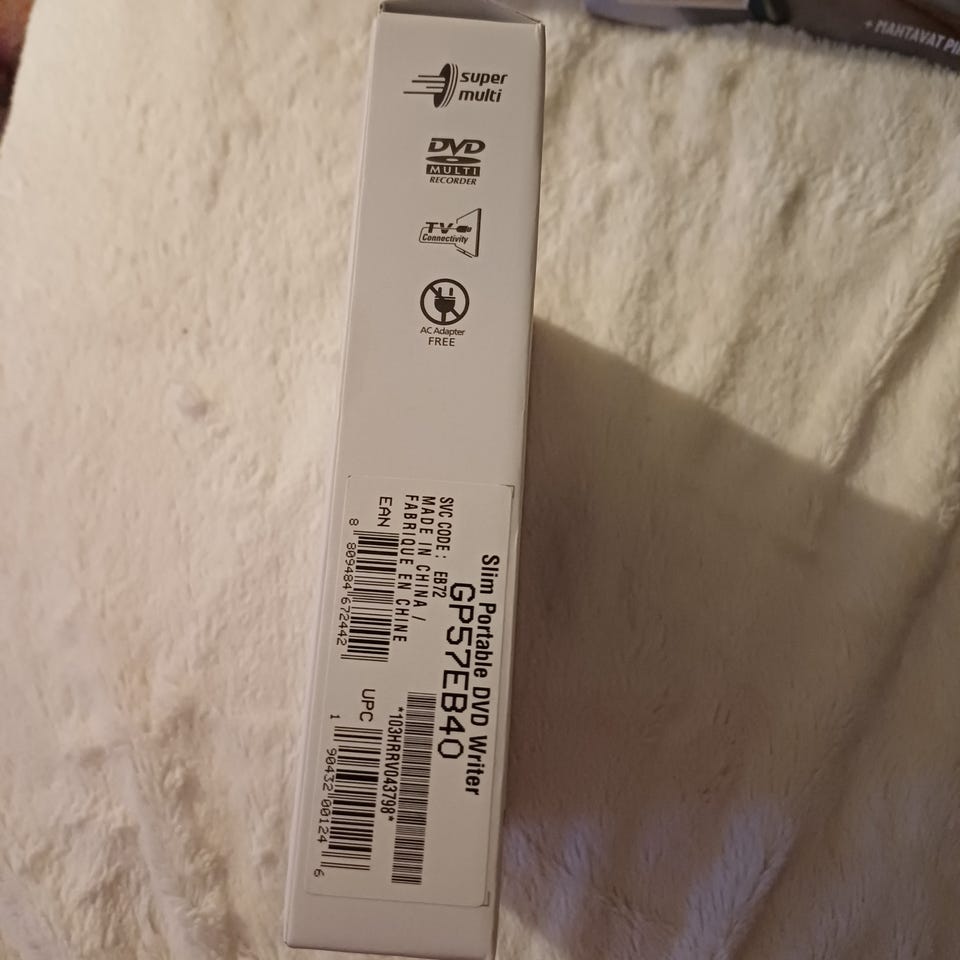 + MAHTAVAT
super
multi
DVD
MULTI
RECORDER
TV
Connectivity
AC Adapter
FREE
Slim Portable DVD Writer
GP57EB40
SVC CODE: EB72
MADE IN CHINA /
FABRIQUE EN CHINE
*103HRRV043798*
EAN
8 809484 672442
UPC
1 90432 00124 6